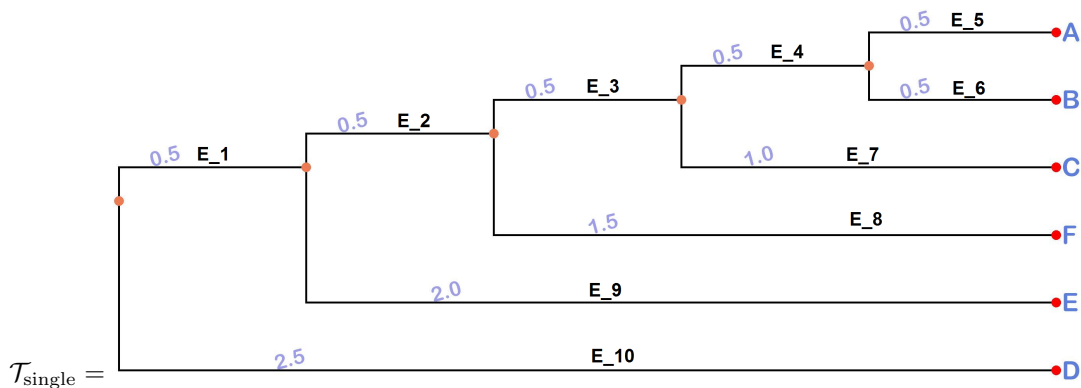 0.5 E_5 A
0.5 E_4
0.5 E_6 B
0.5 E_3
0.5 E_2
1.0 E_7 C
0.5 E_1
1.5 E_8 F
2.0 E_9 E
2.5 E_10 D
𝒯single =